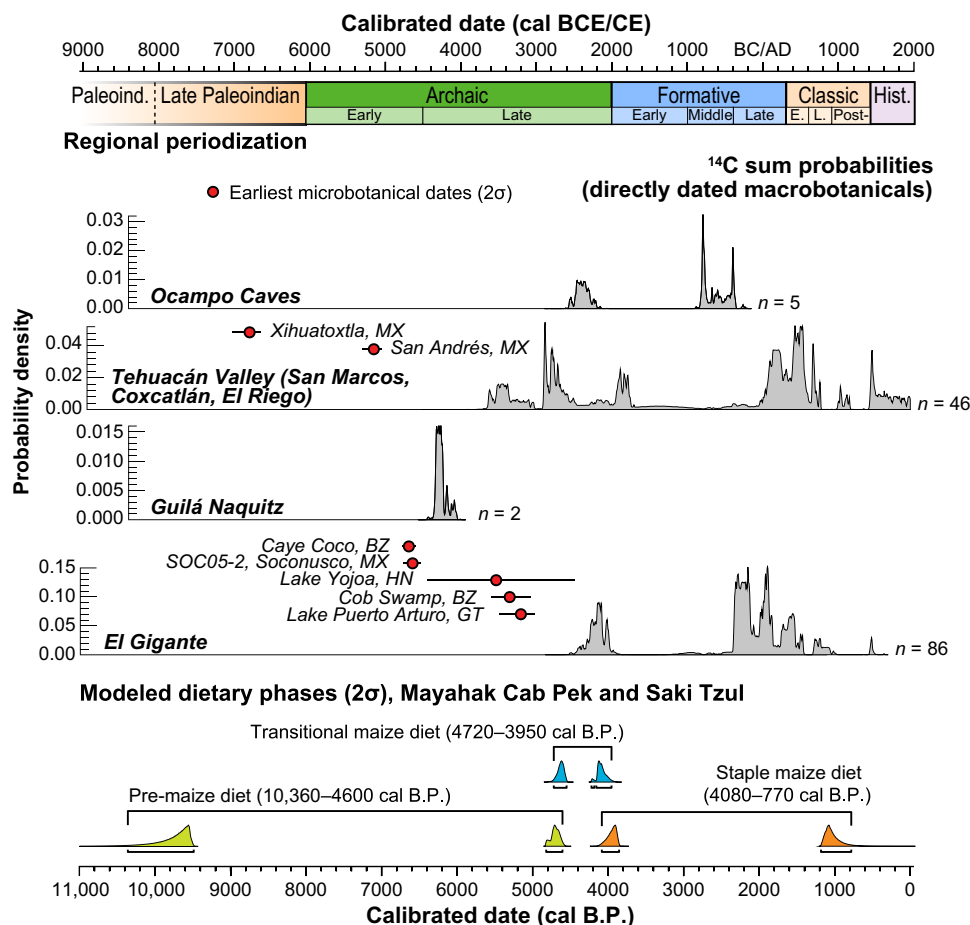 Calibrated date (cal BCE/CE)
9000 8000 7000 6000 5000 4000 3000 2000 1000 BC/AD 1000 2000
Paleoind. Late Paleoindian Archaic Formative Classic Hist.
Early Late Early Middle Late E. L. Post-
Regional periodization
¹⁴C sum probabilities
(directly dated macrobotanicals)
Earliest microbotanical dates (2σ)
Probability density
0.03
0.02
0.01
0.00
Ocampo Caves
n = 5
Xihuatoxtla, MX
San Andrés, MX
0.04
0.02
0.00
Tehuacán Valley (San Marcos,
Coxcatlán, El Riego)
n = 46
0.015
0.010
0.005
0.000
Guilá Naquitz
n = 2
Caye Coco, BZ
SOC05-2, Soconusco, MX
Lake Yojoa, HN
Cob Swamp, BZ
Lake Puerto Arturo, GT
0.15
0.10
0.05
0.00
El Gigante
n = 86
Modeled dietary phases (2σ), Mayahak Cab Pek and Saki Tzul
Transitional maize diet (4720–3950 cal B.P.)
Staple maize diet
(4080–770 cal B.P.)
Pre-maize diet (10,360–4600 cal B.P.)
11,000 10,000 9000 8000 7000 6000 5000 4000 3000 2000 1000 0
Calibrated date (cal B.P.)